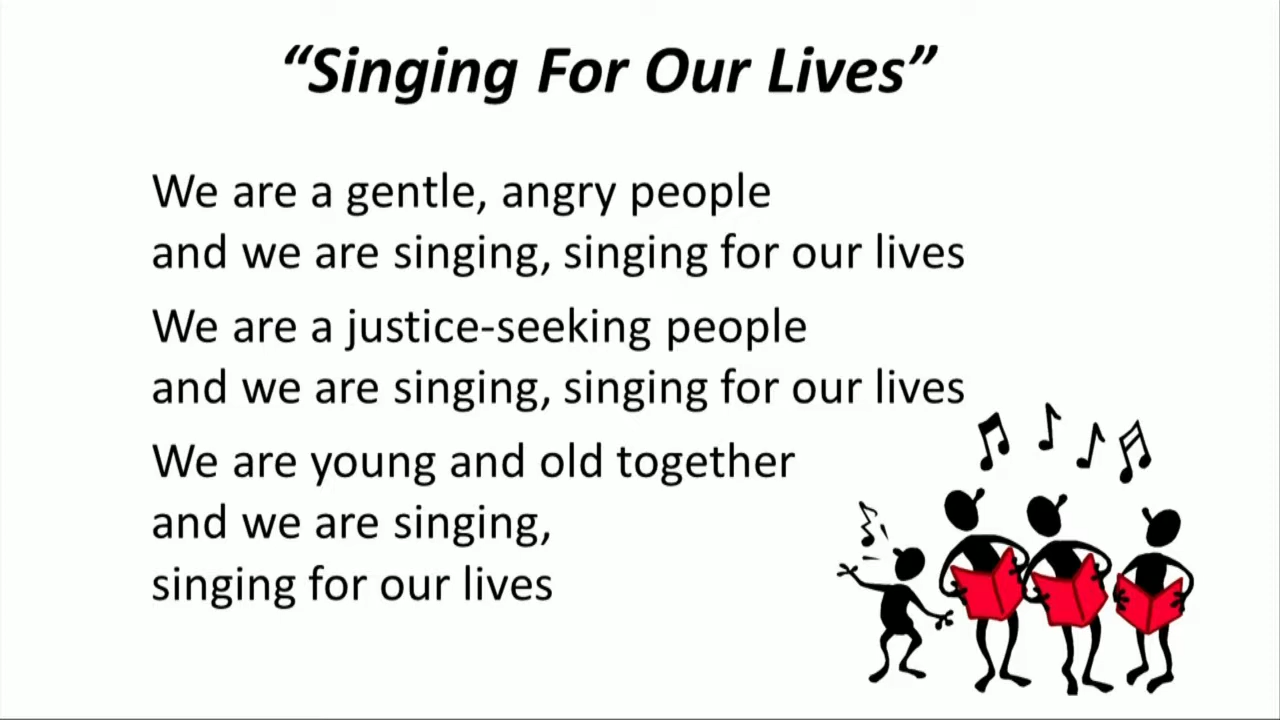 “Singing For Our Lives”
We are a gentle, angry people
and we are singing, singing for our lives
We are a justice-seeking people
and we are singing, singing for our lives
We are young and old together
and we are singing,
singing for our lives